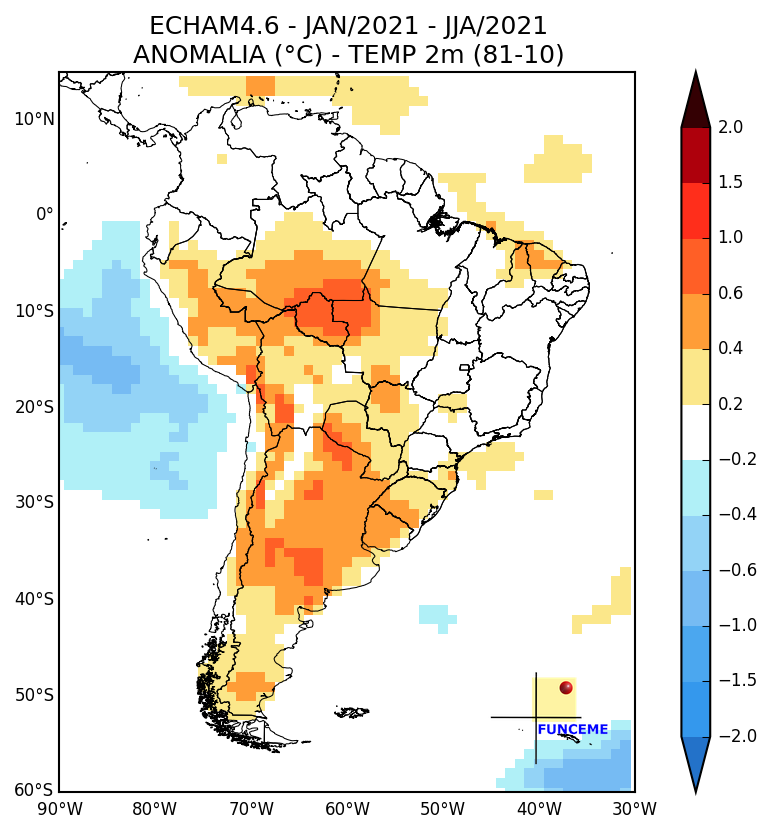 ECHAM4.6 - JAN/2021 - JJA/2021
ANOMALIA (°C) - TEMP 2m (81-10)
10°N
0°
10°S
20°S
30°S
40°S
50°S
60°S
90°W 80°W 70°W 60°W 50°W 40°W 30°W
2.0
1.5
1.0
0.6
0.4
0.2
−0.2
−0.4
−0.6
−1.0
−1.5
−2.0
FUNCEME